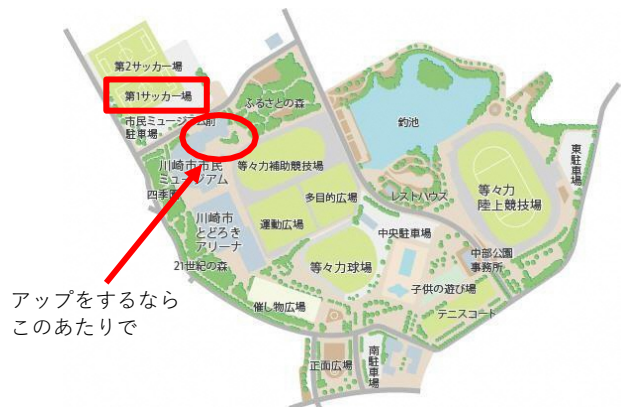 第2サッカー場
第1サッカー場
市民ミュージアム前
駐車場
ふるさとの森
釣池
川崎市市民
ミュージアム
等々力補助競技場
四季園
多目的広場
レストハウス
等々力
陸上競技場
東駐車場
川崎市
とどろき
アリーナ
運動広場
中央駐車場
21世紀の森
等々力球場
中部公園
事務所
子供の遊び場
催し物広場
テニスコート
正面広場
南駐車場
アップをするなら
このあたりで